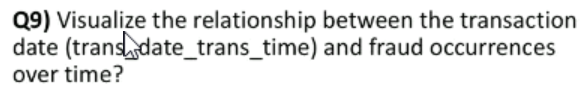 Q9) Visualize the relationship between the transaction
date (trans_date_trans_time) and fraud occurrences
over time?